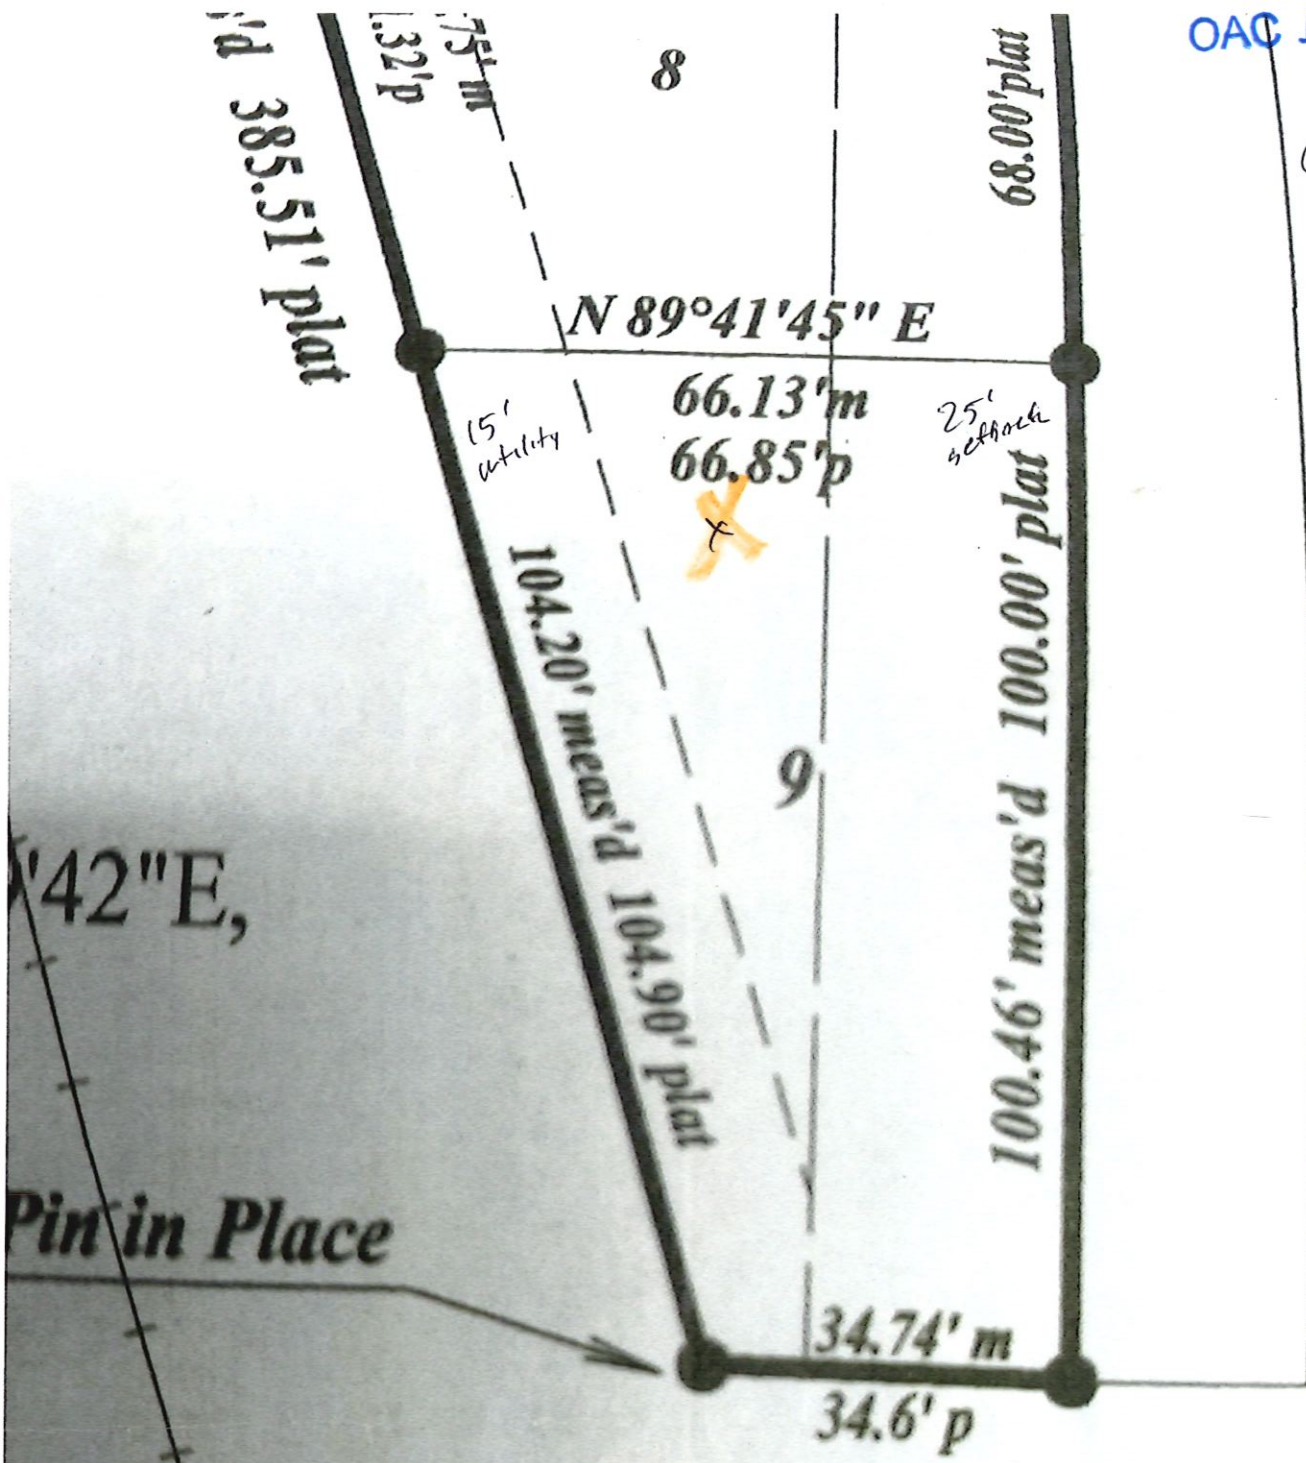 OAC
385.51' plat
8
68.00'plat
N 89°41'45" E
66.13'm
66.85'p
15'
utility
25'
setback
104.20' meas'd 104.90' plat
9
100.46' meas'd 100.00' plat
'42"E,
Pin in Place
34.74' m
34.6' p